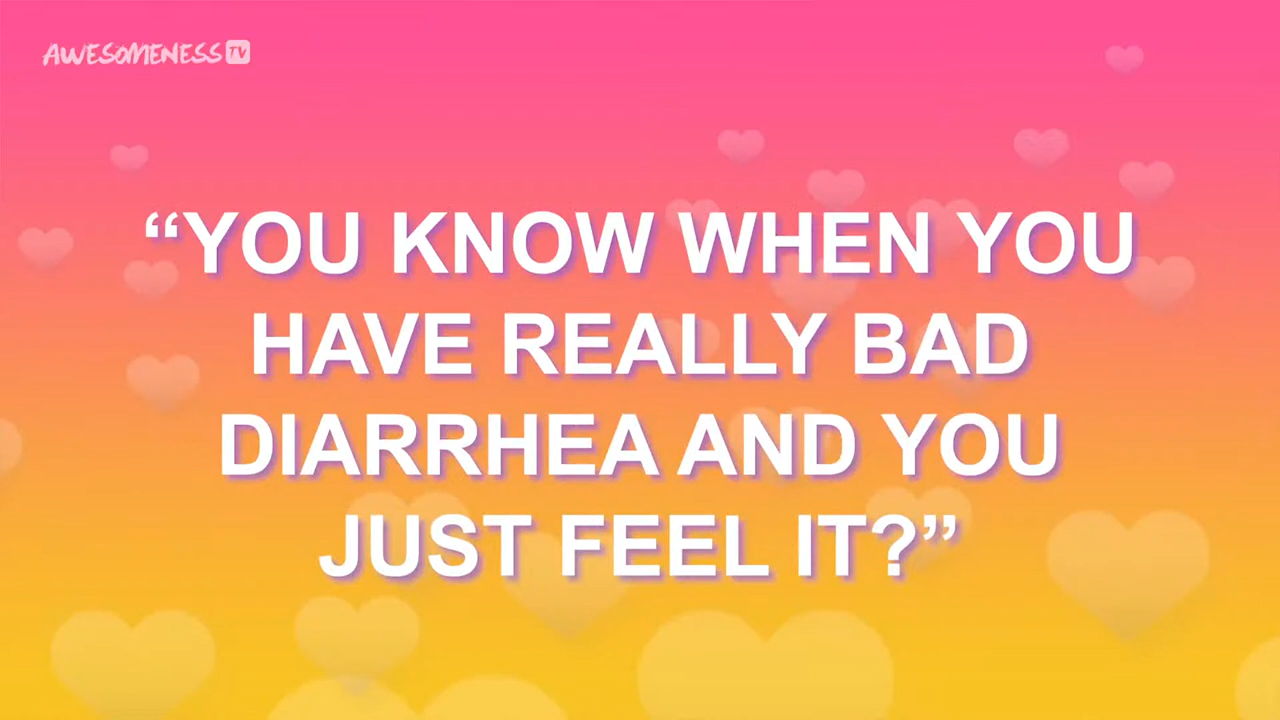 AWESOMENESS TV
“YOU KNOW WHEN YOU
HAVE REALLY BAD
DIARRHEA AND YOU
JUST FEEL IT?”